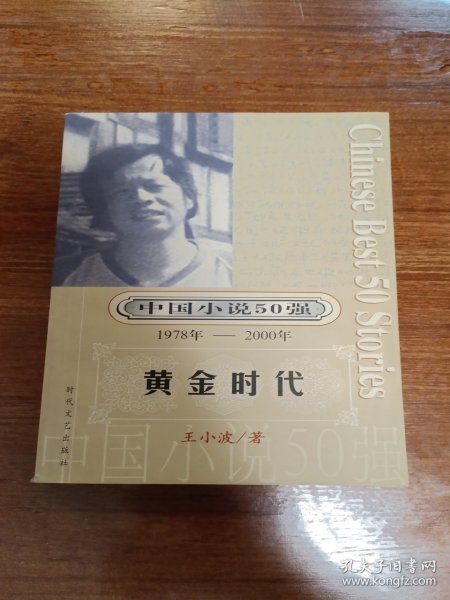 Chinese Best 50 Stories
中国小说50强
1978年 — 2000年
黄金时代
王小波/著
时代文艺出版社
中国小说50强
孔夫子旧书网
www.kongfz.com